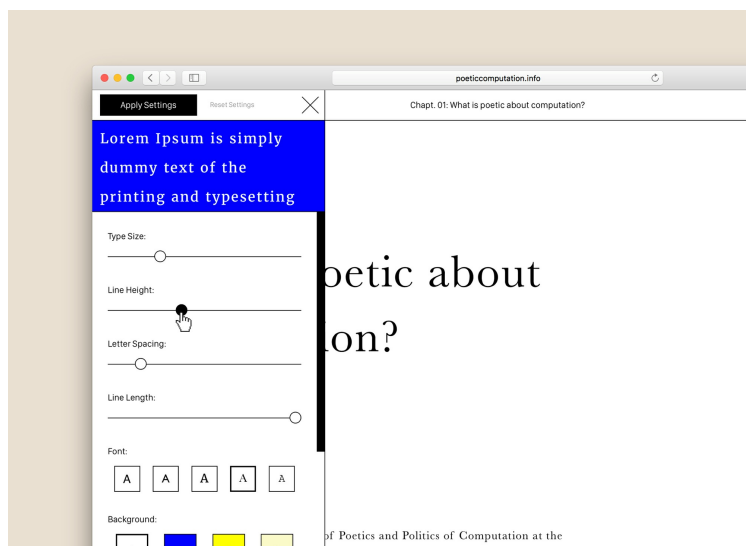 poeticcomputation.info
Apply Settings
Reset Settings
Chapt. 01: What is poetic about computation?
Lorem Ipsum is simply
dummy text of the
printing and typesetting
Type Size:
Line Height:
Letter Spacing:
Line Length:
Font:
A A A A A
Background:
oetic about
ion?
of Poetics and Politics of Computation at the